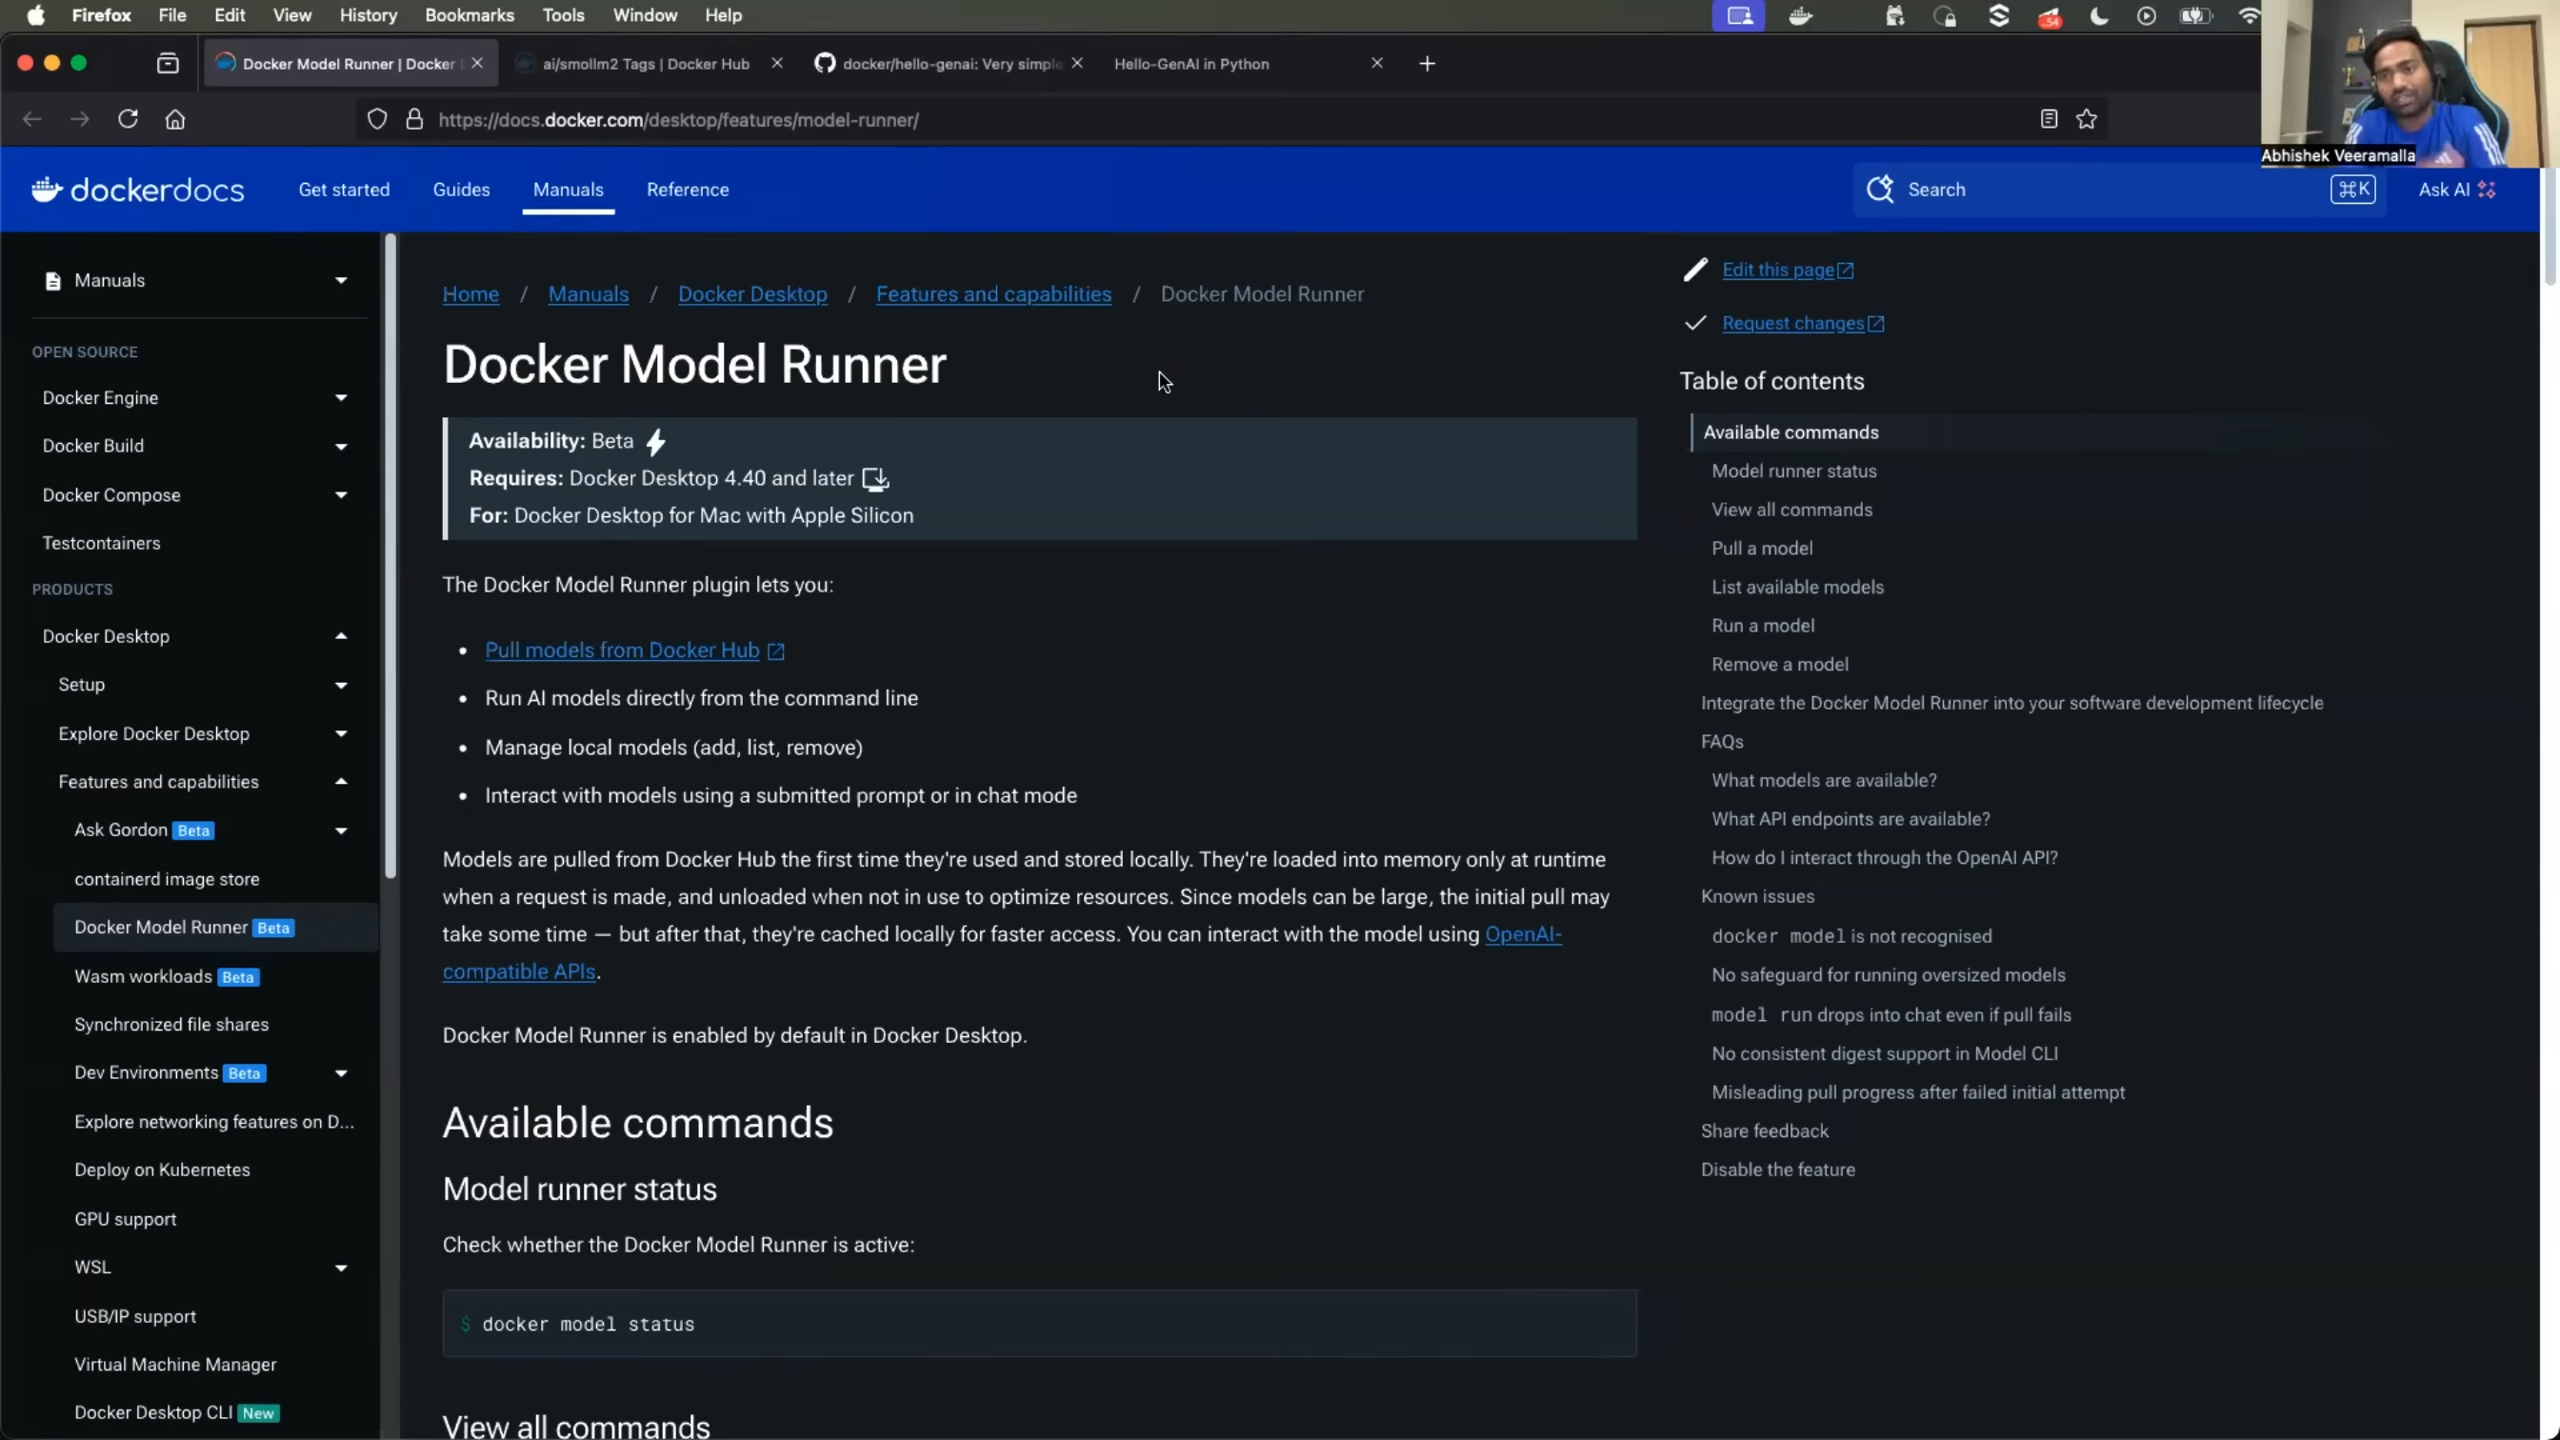 Firefox File Edit View History Bookmarks Tools Window Help
54
Docker Model Runner | Docker
ai/smollm2 Tags | Docker Hub
docker/hello-genai: Very simple
Hello-GenAI in Python
https://docs.docker.com/desktop/features/model-runner/
Abhishek Veeramalla
dockerdocs
Get started
Guides
Manuals
Reference
Search
⌘K
Ask AI
Manuals
OPEN SOURCE
Docker Engine
Docker Build
Docker Compose
Testcontainers
PRODUCTS
Docker Desktop
Setup
Explore Docker Desktop
Features and capabilities
Ask Gordon Beta
containerd image store
Docker Model Runner Beta
Wasm workloads Beta
Synchronized file shares
Dev Environments Beta
Explore networking features on D...
Deploy on Kubernetes
GPU support
WSL
USB/IP support
Virtual Machine Manager
Docker Desktop CLI New
Home / Manuals / Docker Desktop / Features and capabilities / Docker Model Runner
Docker Model Runner
Availability: Beta
Requires: Docker Desktop 4.40 and later
For: Docker Desktop for Mac with Apple Silicon
The Docker Model Runner plugin lets you:
• Pull models from Docker Hub
• Run AI models directly from the command line
• Manage local models (add, list, remove)
• Interact with models using a submitted prompt or in chat mode
Models are pulled from Docker Hub the first time they're used and stored locally. They're loaded into memory only at runtime
when a request is made, and unloaded when not in use to optimize resources. Since models can be large, the initial pull may
take some time — but after that, they're cached locally for faster access. You can interact with the model using OpenAI-
compatible APIs.
Docker Model Runner is enabled by default in Docker Desktop.
Available commands
Model runner status
Check whether the Docker Model Runner is active:
$ docker model status
View all commands
Edit this page
Request changes
Table of contents
Available commands
Model runner status
View all commands
Pull a model
List available models
Run a model
Remove a model
Integrate the Docker Model Runner into your software development lifecycle
FAQs
What models are available?
What API endpoints are available?
How do I interact through the OpenAI API?
Known issues
docker model is not recognised
No safeguard for running oversized models
model run drops into chat even if pull fails
No consistent digest support in Model CLI
Misleading pull progress after failed initial attempt
Share feedback
Disable the feature